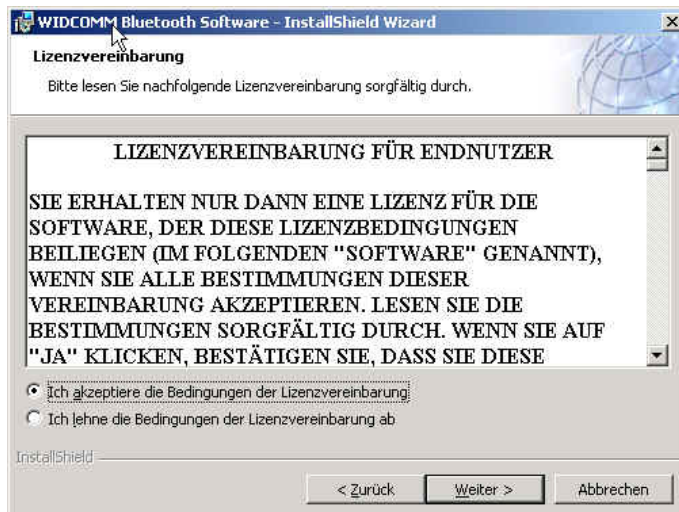 WIDCOMM Bluetooth Software - InstallShield Wizard
Lizenzvereinbarung
Bitte lesen Sie nachfolgende Lizenzvereinbarung sorgfältig durch.
LIZENZVEREINBARUNG FÜR ENDNUTZER
SIE ERHALTEN NUR DANN EINE LIZENZ FÜR DIE
SOFTWARE, DER DIESE LIZENZBEDINGUNGEN
BEILIEGEN (IM FOLGENDEN "SOFTWARE" GENANNT),
WENN SIE ALLE BESTIMMUNGEN DIESER
VEREINBARUNG AKZEPTIEREN. LESEN SIE DIE
BESTIMMUNGEN SORGFÄLTIG DURCH. WENN SIE AUF
"JA" KLICKEN, BESTÄTIGEN SIE, DASS SIE DIESE
Ich akzeptiere die Bedingungen der Lizenzvereinbarung
Ich lehne die Bedingungen der Lizenzvereinbarung ab
InstallShield
< Zurück
Weiter >
Abbrechen